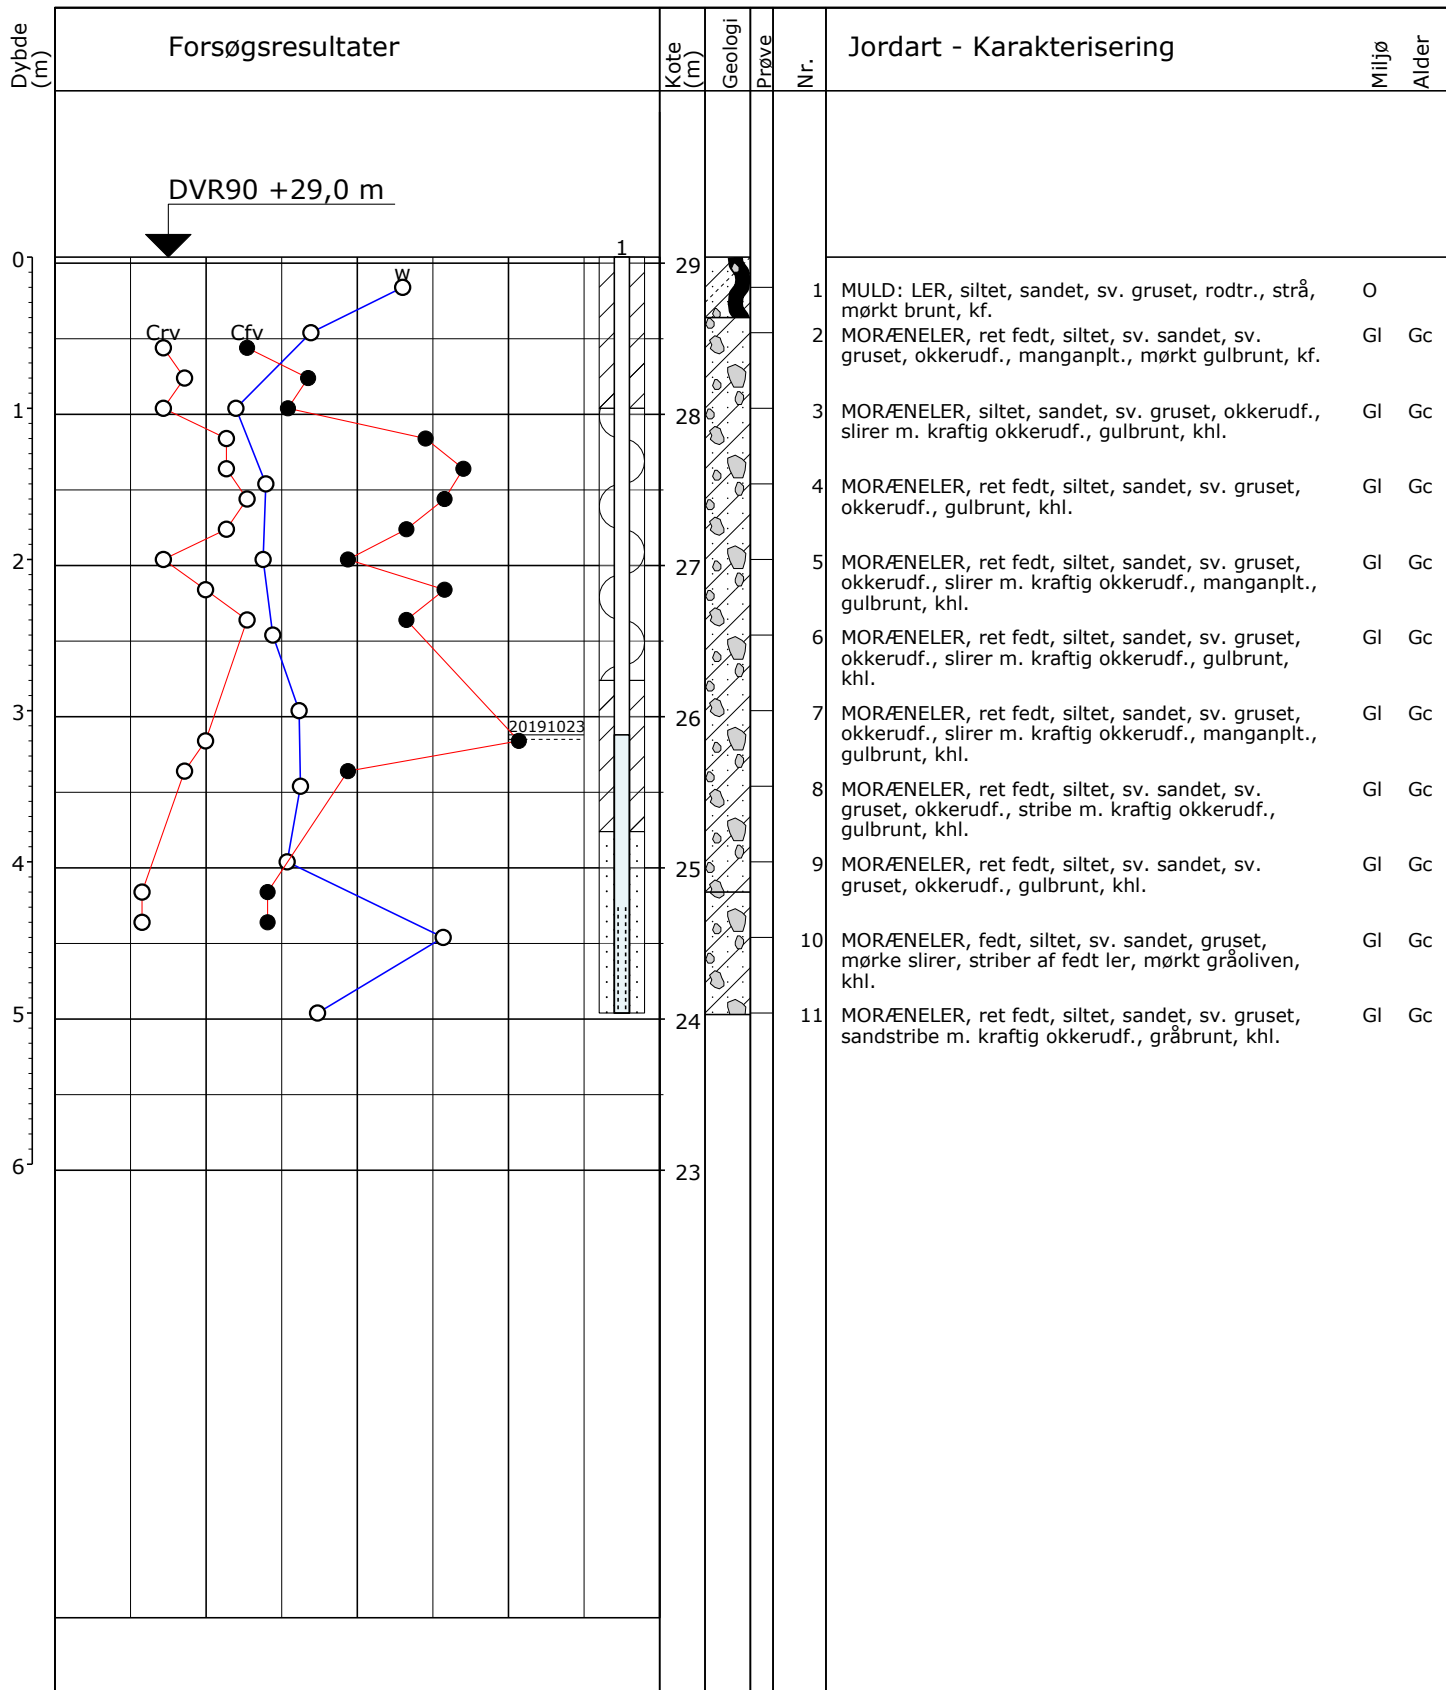 Dybde
(m)
Forsøgsresultater
Kote
(m)
Geologi
Prøve
Nr.
Jordart - Karakterisering
Miljø
Alder
DVR90 +29,0 m
0
1
2
3
4
5
6
w
Crv
Cfv
1
20191023
29
28
27
26
25
24
23
1 MULD: LER, siltet, sandet, sv. gruset, rodtr., strå, O
mørkt brunt, kf.
2 MORÆNELER, ret fedt, siltet, sv. sandet, sv. Gl Gc
gruset, okkerudf., manganplt., mørkt gulbrunt, kf.
3 MORÆNELER, siltet, sandet, sv. gruset, okkerudf., Gl Gc
slirer m. kraftig okkerudf., gulbrunt, khl.
4 MORÆNELER, ret fedt, siltet, sandet, sv. gruset, Gl Gc
okkerudf., gulbrunt, khl.
5 MORÆNELER, ret fedt, siltet, sandet, sv. gruset, Gl Gc
okkerudf., slirer m. kraftig okkerudf., manganplt.,
gulbrunt, khl.
6 MORÆNELER, ret fedt, siltet, sandet, sv. gruset, Gl Gc
okkerudf., slirer m. kraftig okkerudf., gulbrunt,
khl.
7 MORÆNELER, ret fedt, siltet, sandet, sv. gruset, Gl Gc
okkerudf., slirer m. kraftig okkerudf., manganplt.,
gulbrunt, khl.
8 MORÆNELER, ret fedt, siltet, sv. sandet, sv. Gl Gc
gruset, okkerudf., stribe m. kraftig okkerudf.,
gulbrunt, khl.
9 MORÆNELER, ret fedt, siltet, sv. sandet, sv. Gl Gc
gruset, okkerudf., gulbrunt, khl.
10 MORÆNELER, fedt, siltet, sv. sandet, gruset, Gl Gc
mørke slirer, striber af fedt ler, mørkt gråoliven,
khl.
11 MORÆNELER, ret fedt, siltet, sandet, sv. gruset, Gl Gc
sandstribe m. kraftig okkerudf., gråbrunt, khl.